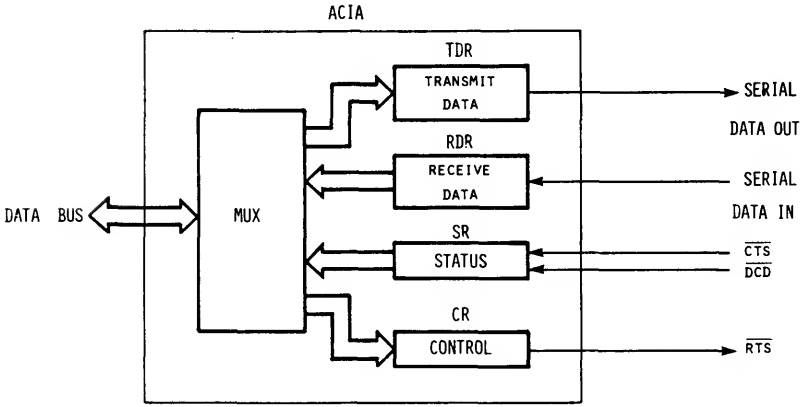 ACIA
TDR
TRANSMIT
DATA
SERIAL
DATA OUT
RDR
RECEIVE
DATA
SERIAL
DATA IN
DATA BUS
MUX
SR
STATUS
CTS
DCD
CR
CONTROL
RTS